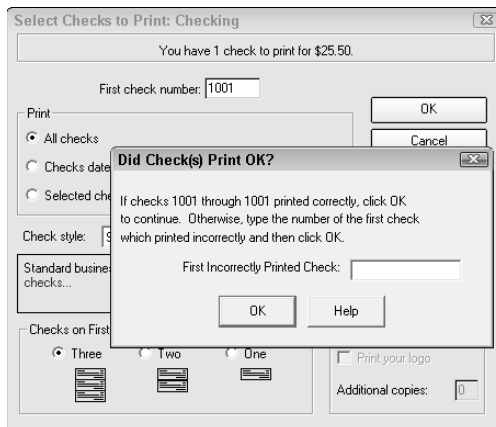 Select Checks to Print: Checking
You have 1 check to print for $25.50.
First check number: 1001
Print
All checks
OK
Cancel
Checks date
Selected che
Did Check(s) Print OK?
If checks 1001 through 1001 printed correctly, click OK
to continue. Otherwise, type the number of the first check
which printed incorrectly and then click OK.
First Incorrectly Printed Check:
OK Help
Check style:
Standard busine
checks...
Checks on First
Three Two One
Print your logo
Additional copies: 0